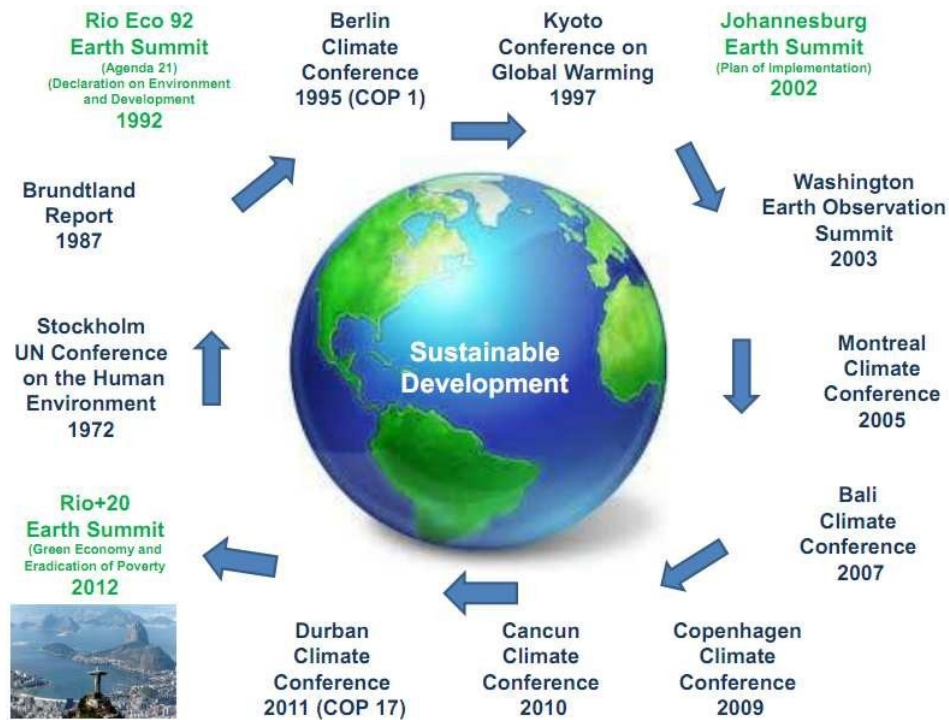 Rio Eco 92
Earth Summit
(Agenda 21)
(Declaration on Environment
and Development
1992
Berlin
Climate
Conference
1995 (COP 1)
Kyoto
Conference on
Global Warming
1997
Johannesburg
Earth Summit
(Plan of Implementation)
2002
Brundtland
Report
1987
Washington
Earth Observation
Summit
2003
Stockholm
UN Conference
on the Human
Environment
1972
Sustainable
Development
Montreal
Climate
Conference
2005
Rio+20
Earth Summit
(Green Economy and
Eradication of Poverty
2012
Bali
Climate
Conference
2007
Durban
Climate
Conference
2011 (COP 17)
Cancun
Climate
Conference
2010
Copenhagen
Climate
Conference
2009